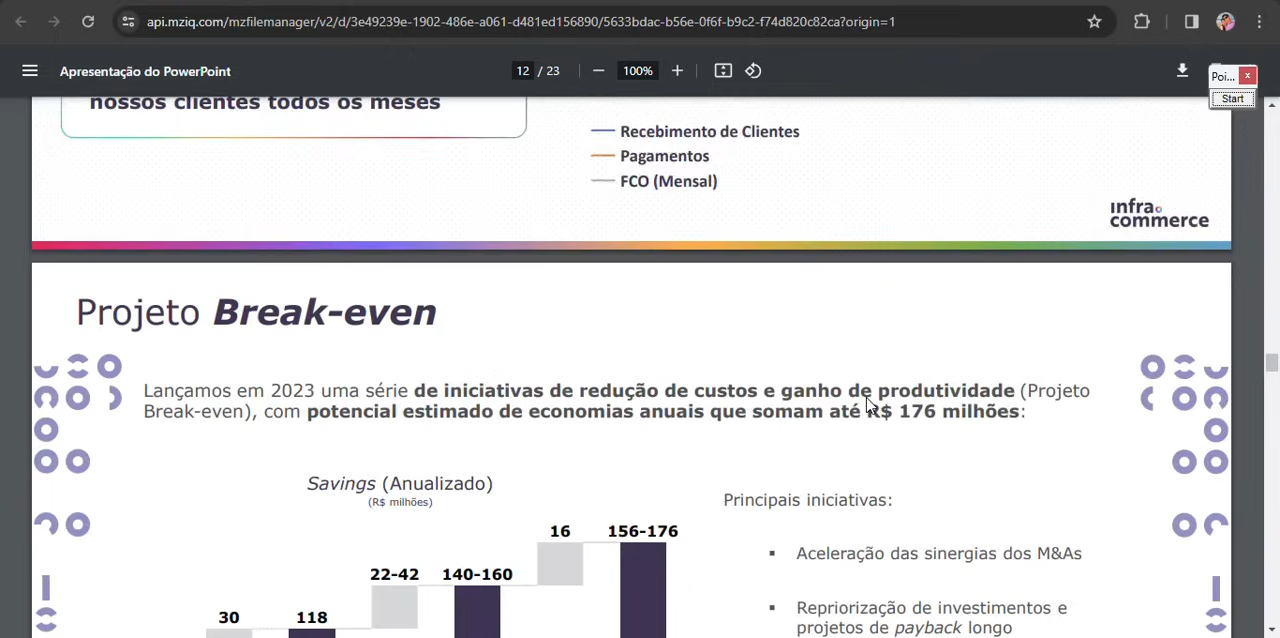 api.mziq.com/mzfilemanager/v2/d/3e49239e-1902-486e-a061-d481ed156890/5633bdac-b56e-0f6f-b9c2-f74d820c82ca?origin=1
Apresentação do PowerPoint
12 / 23
100%
Poi...
x
Start
nossos clientes todos os meses
Recebimento de Clientes
Pagamentos
FCO (Mensal)
infra.
commerce
Projeto Break-even
Lançamos em 2023 uma série de iniciativas de redução de custos e ganho de produtividade (Projeto
Break-even), com potencial estimado de economias anuais que somam até R$ 176 milhões:
Savings (Anualizado)
(R$ milhões)
30
118
22-42
140-160
16
156-176
Principais iniciativas:
▪ Aceleração das sinergias dos M&As
▪ Repriorização de investimentos e
projetos de payback longo